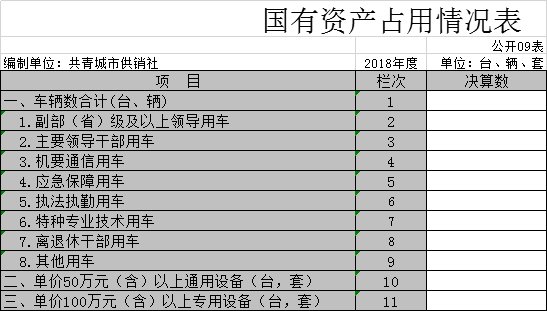 国有资产占用情况表
公开09表
编制单位：共青城市供销社 2018年度 单位：台、辆、套
项 目 栏次 决算数
一、车辆数合计(台、辆) 1
1.副部（省）级及以上领导用车 2
2.主要领导干部用车 3
3.机要通信用车 4
4.应急保障用车 5
5.执法执勤用车 6
6.特种专业技术用车 7
7.离退休干部用车 8
8.其他用车 9
二、单价50万元（含）以上通用设备（台，套） 10
三、单价100万元（含）以上专用设备（台，套） 11